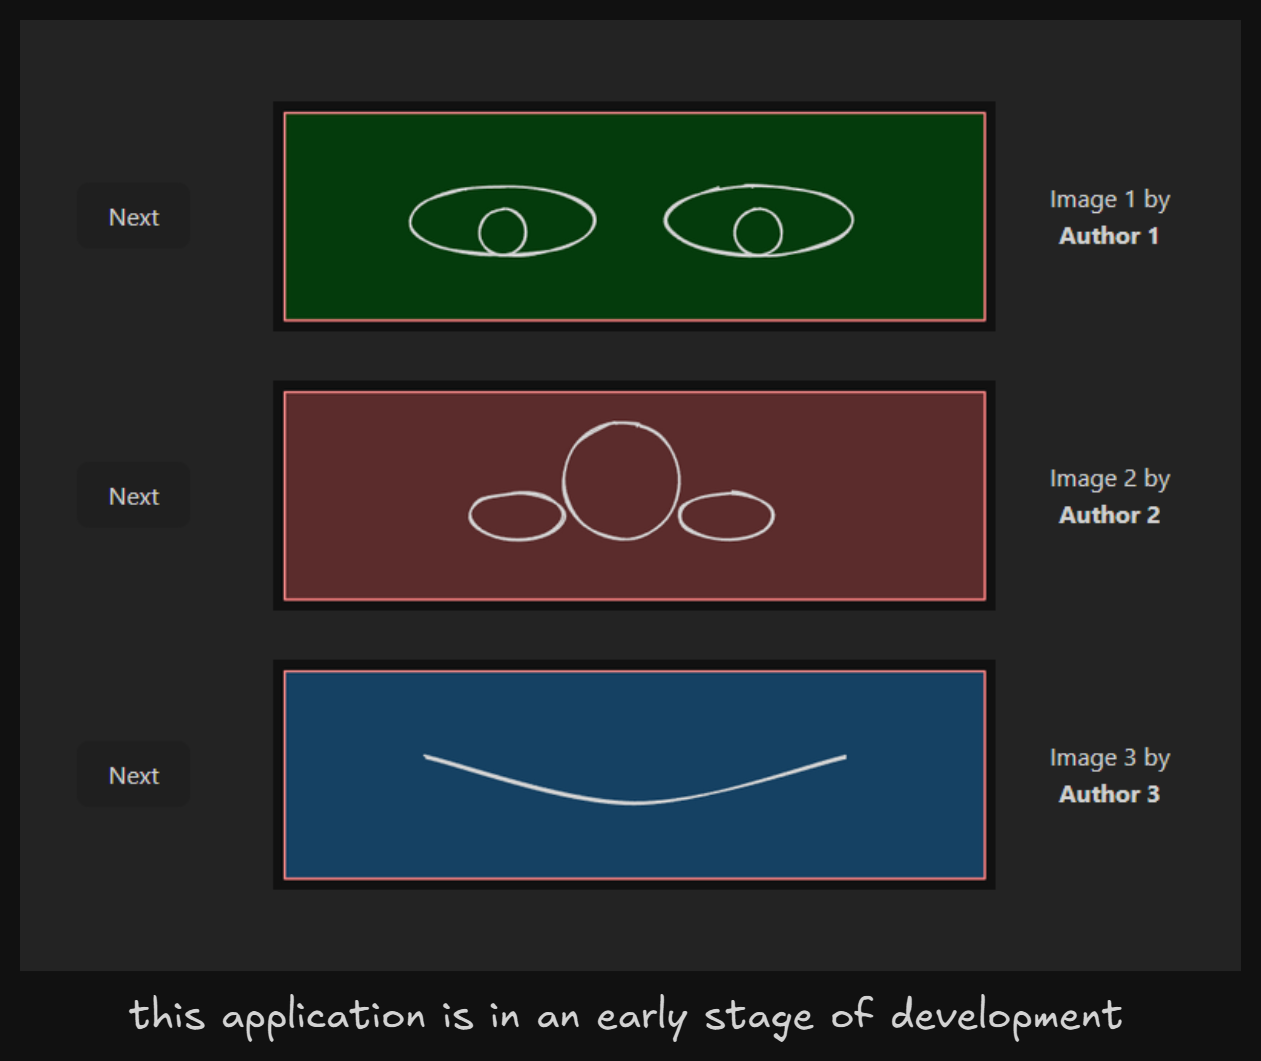 Next
Image 1 by
Author 1
Next
Image 2 by
Author 2
Next
Image 3 by
Author 3
this application is in an early stage of development